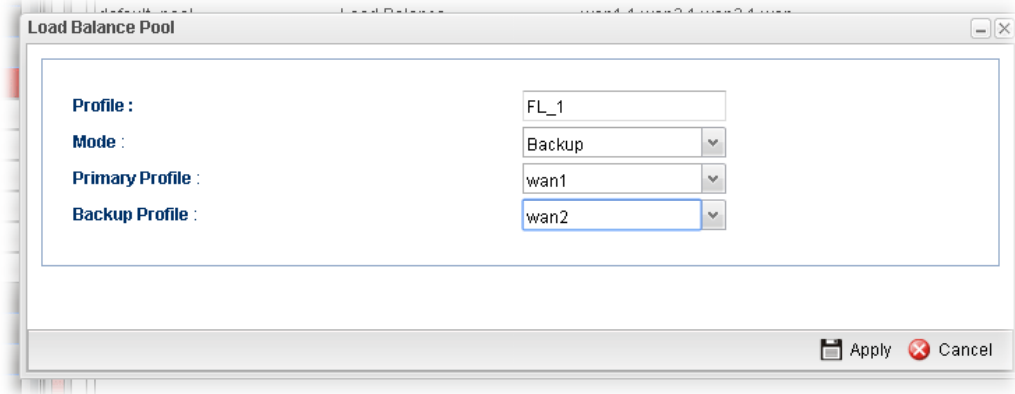 Load Balance Pool
Profile :
FL_1
Mode :
Backup
Primary Profile :
wan1
Backup Profile :
wan2
Apply Cancel